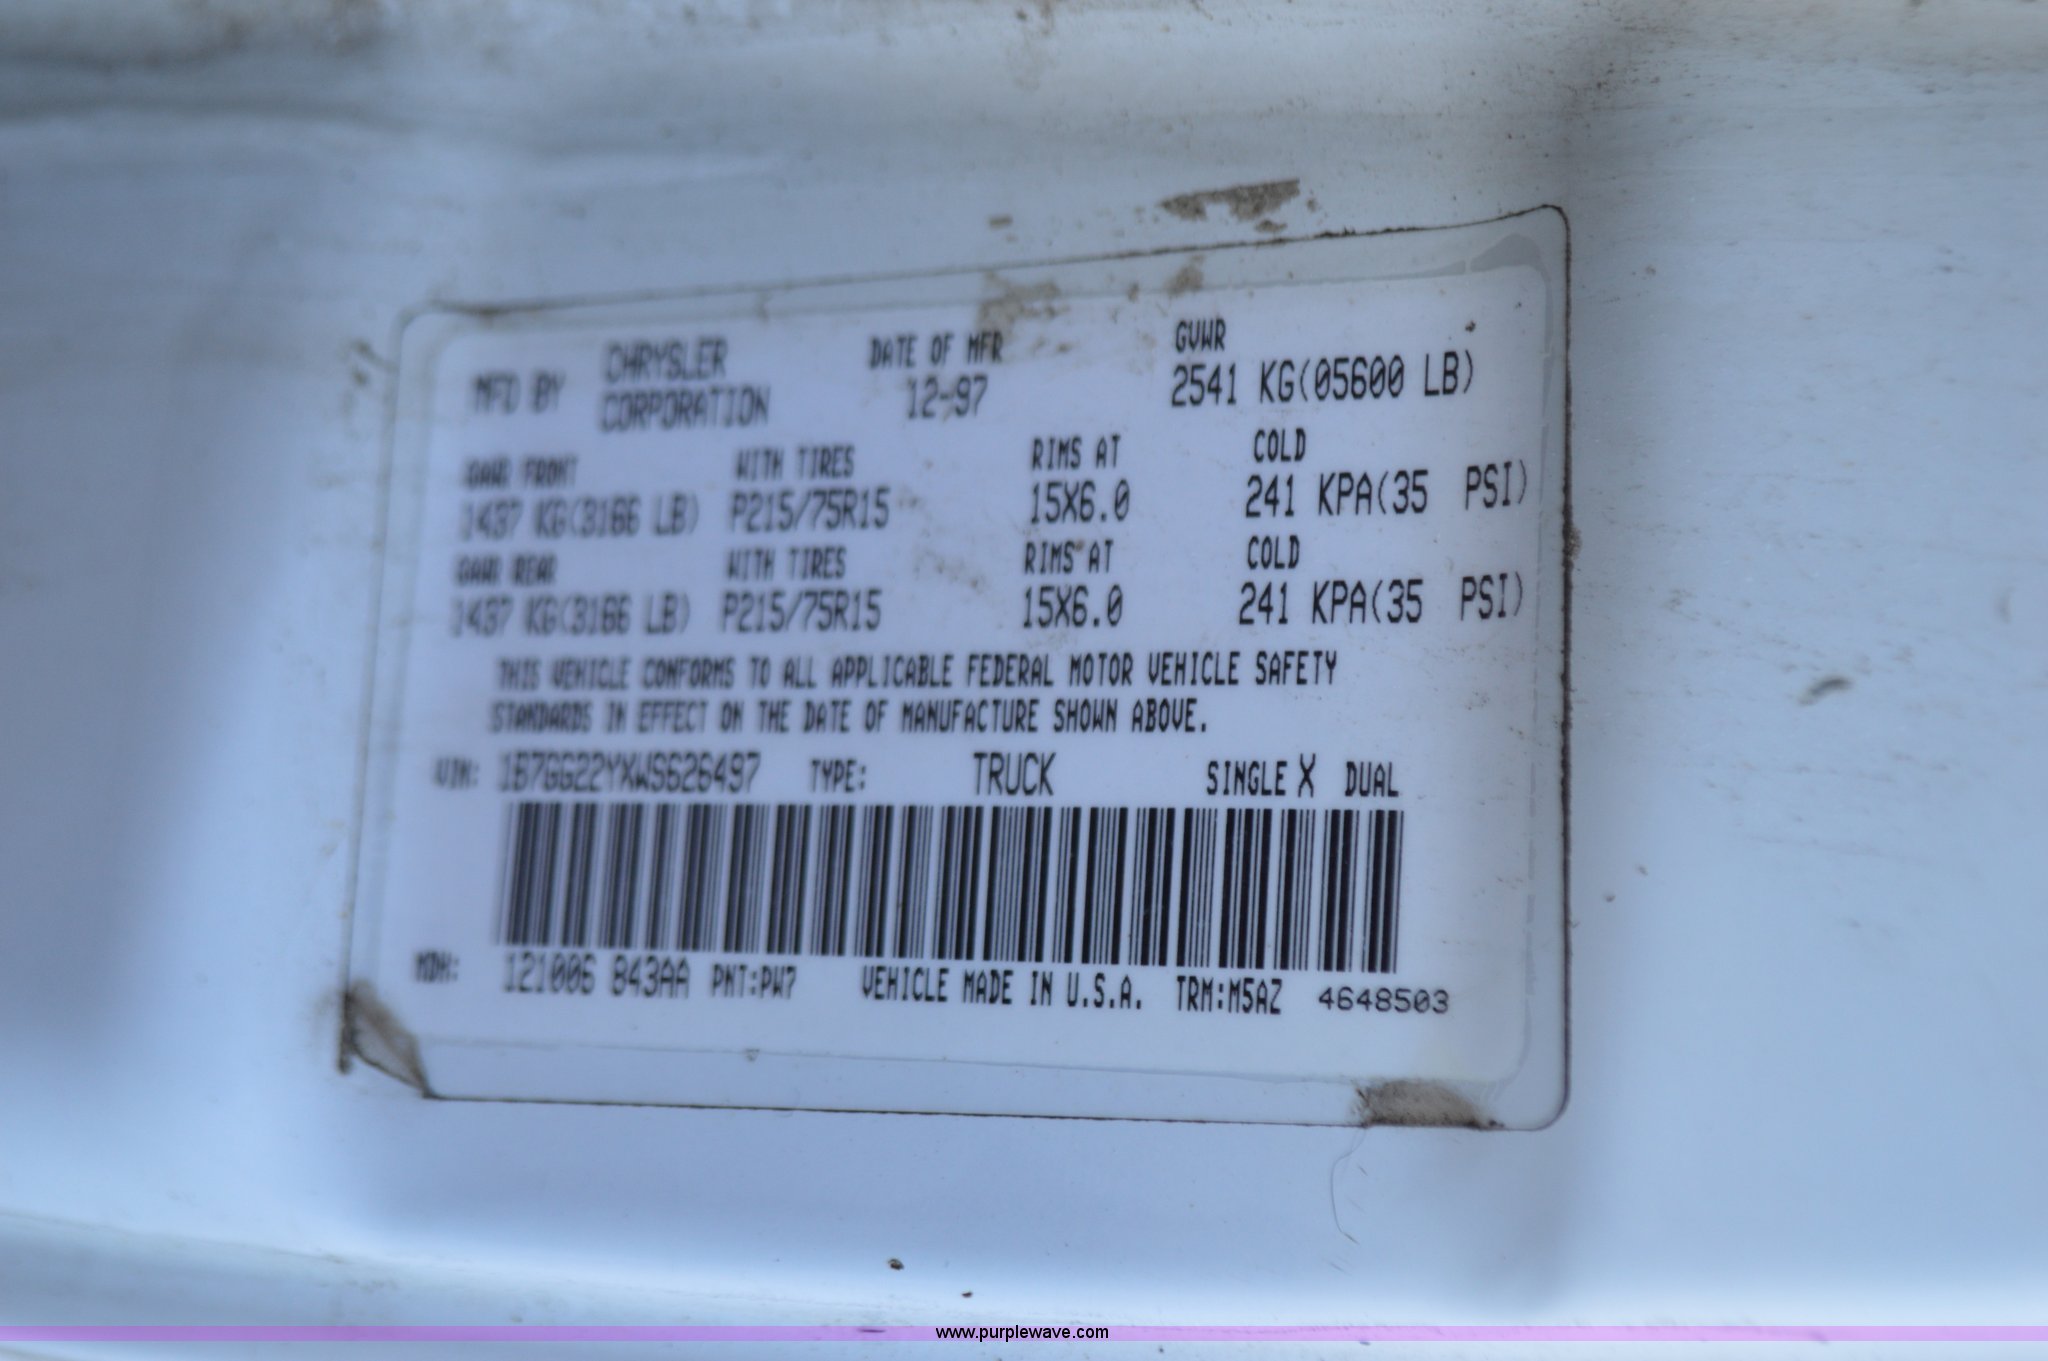 MFD BY CHRYSLER CORPORATION DATE OF MFR 12-97 GVWR 2541 KG(05600 LB)
GAWR FRONT WITH TIRES RIMS AT COLD
1437 KG(3166 LB) P215/75R15 15X6.0 241 KPA(35 PSI)
GAWR REAR WITH TIRES RIMS AT COLD
1437 KG(3166 LB) P215/75R15 15X6.0 241 KPA(35 PSI)
THIS VEHICLE CONFORMS TO ALL APPLICABLE FEDERAL MOTOR VEHICLE SAFETY
STANDARDS IN EFFECT ON THE DATE OF MANUFACTURE SHOWN ABOVE.
VIN: 1B7GG22YXWS626497 TYPE: TRUCK SINGLE X DUAL
MDH: 121006 843AA PNT:PW7 VEHICLE MADE IN U.S.A. TRM:M5AZ 4648503
www.purplewave.com